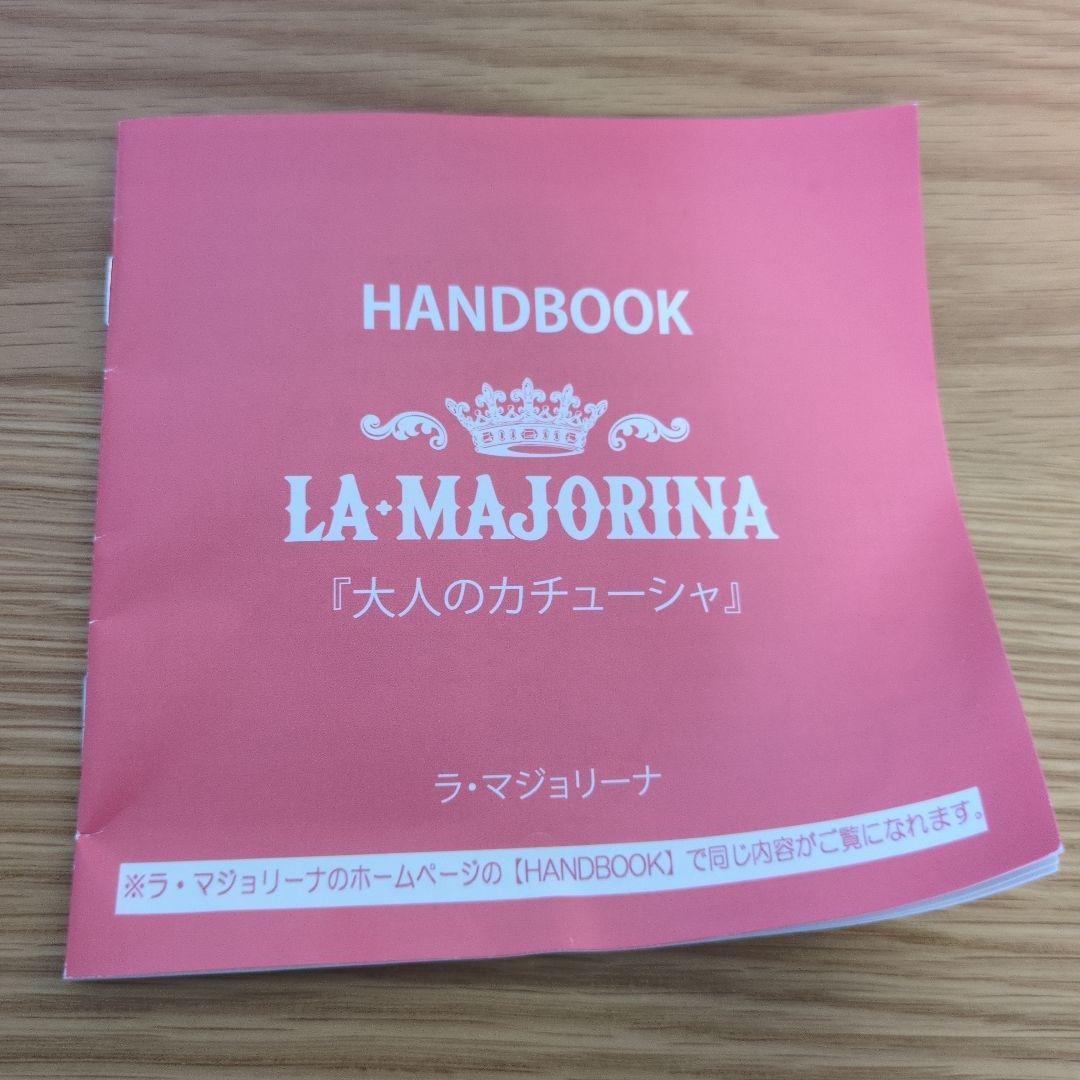 HANDBOOK
LA・MAJORINA
『大人のカチューシャ』
ラ・マジョリーナ
※ラ・マジョリーナのホームページの【HANDBOOK】で同じ内容がご覧になれます。